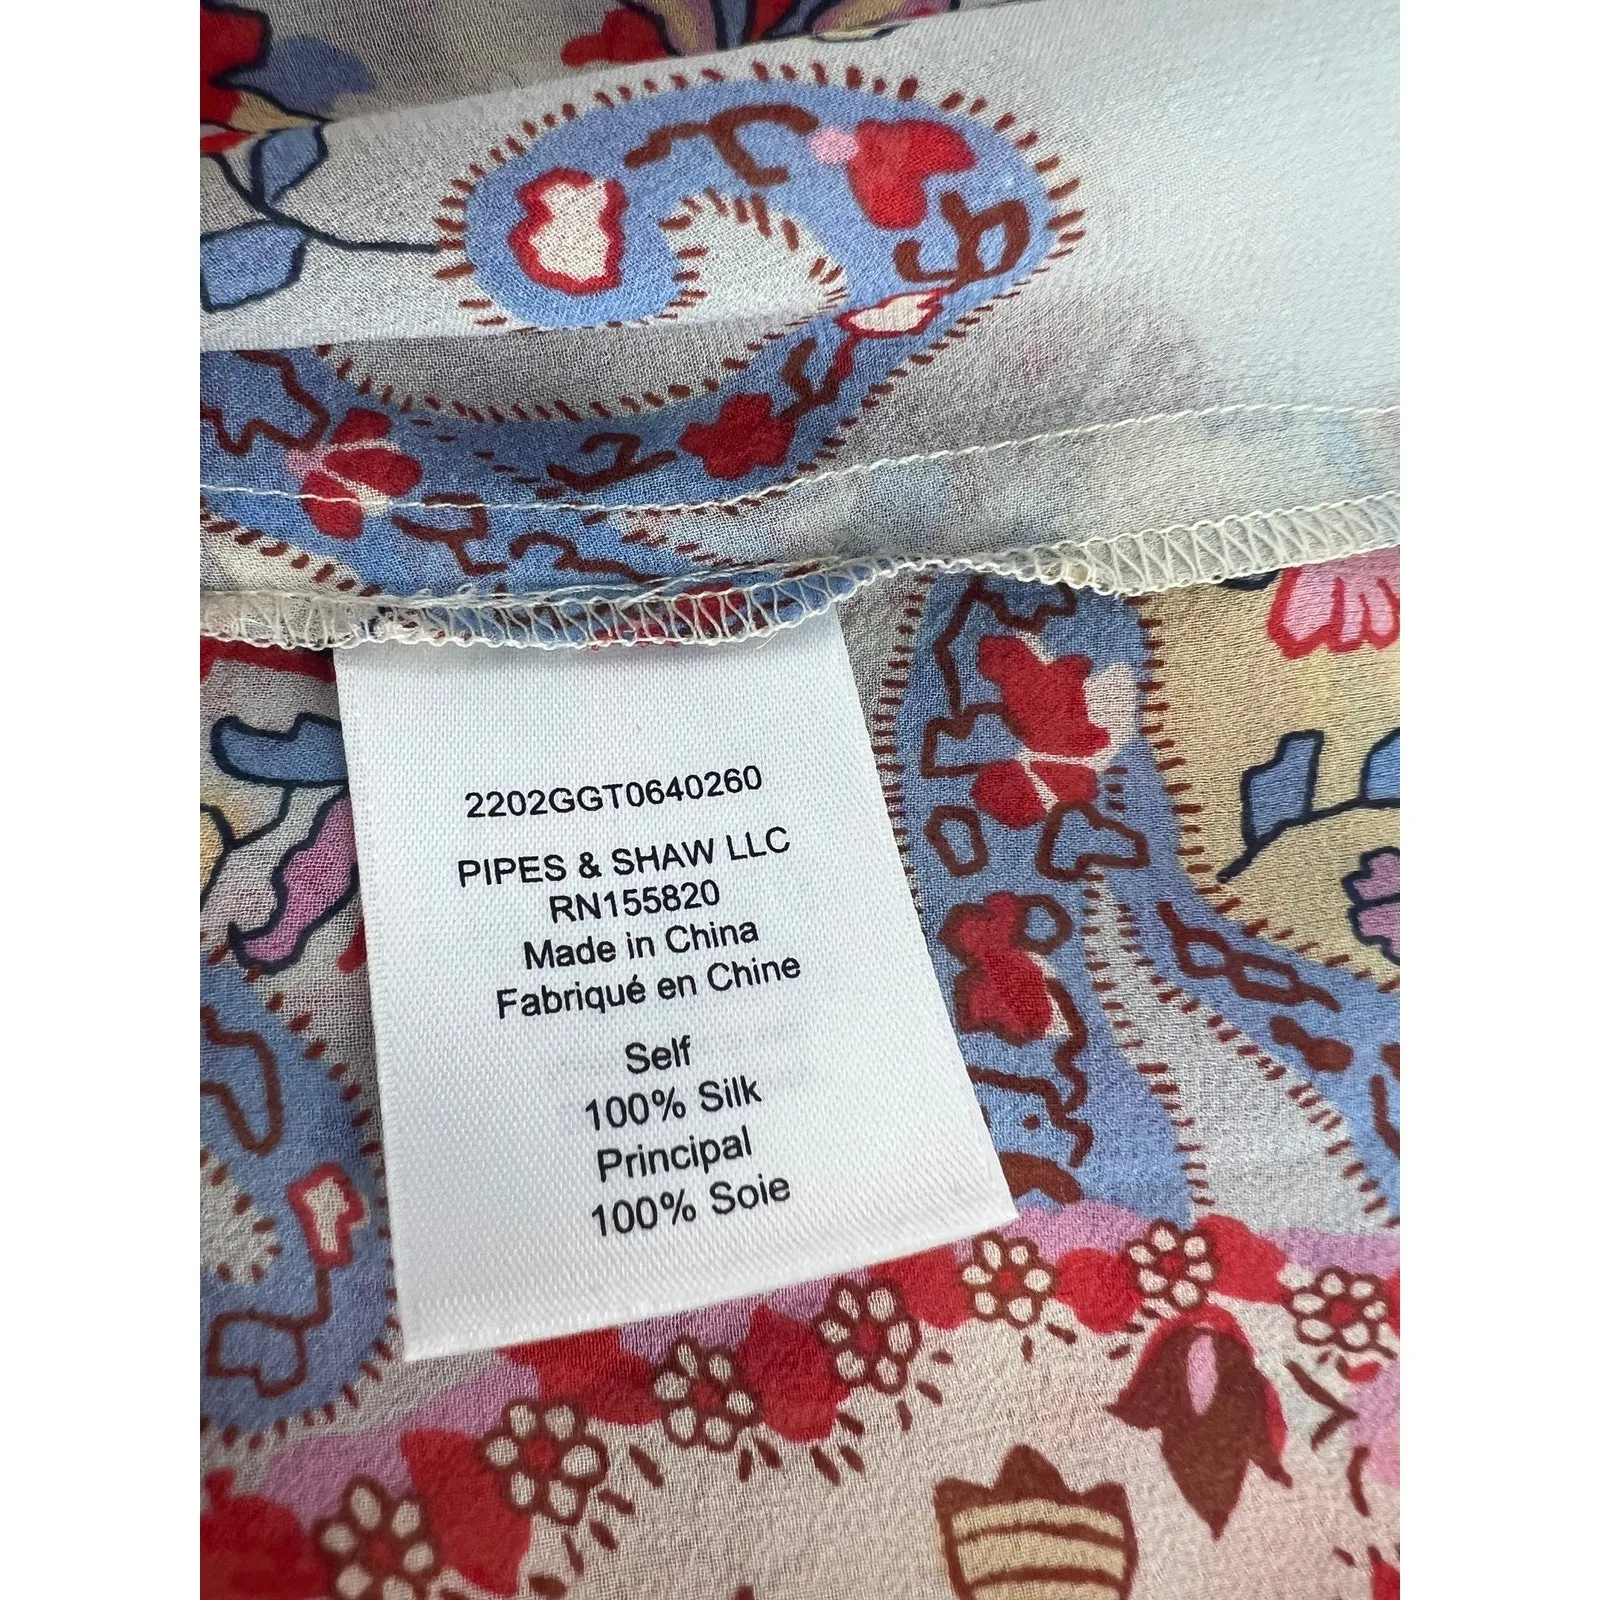 2202GGT0640260
PIPES & SHAW LLC
RN155820
Made in China
Fabriqué en Chine
Self
100% Silk
Principal
100% Soie